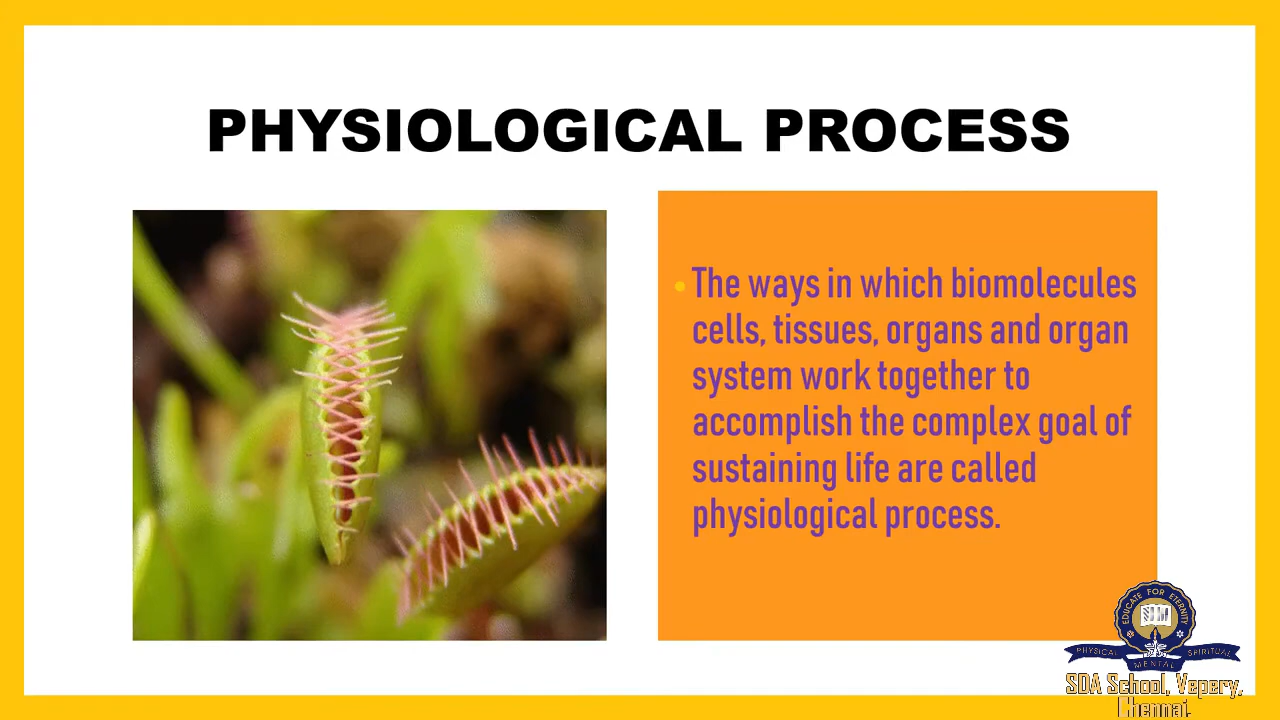 PHYSIOLOGICAL PROCESS
• The ways in which biomolecules
cells, tissues, organs and organ
system work together to
accomplish the complex goal of
sustaining life are called
physiological process.
EDUCATE FOR ETERNITY
PHYSICAL MENTAL SPIRITUAL
SDA School, Vepery,
Chennai.